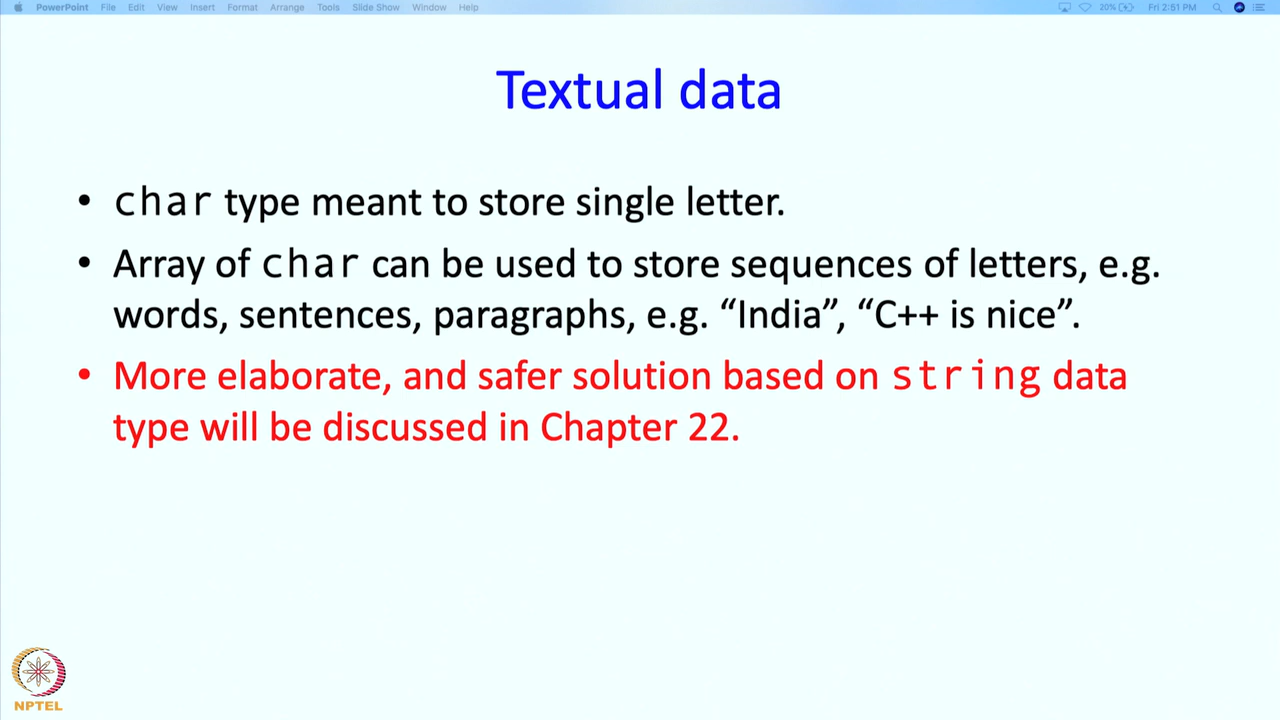 PowerPoint File Edit View Insert Format Arrange Tools Slide Show Window Help 20% Fri 2:51 PM
Textual data
• char type meant to store single letter.
• Array of char can be used to store sequences of letters, e.g.
words, sentences, paragraphs, e.g. “India”, “C++ is nice”.
• More elaborate, and safer solution based on string data
type will be discussed in Chapter 22.
NPTEL